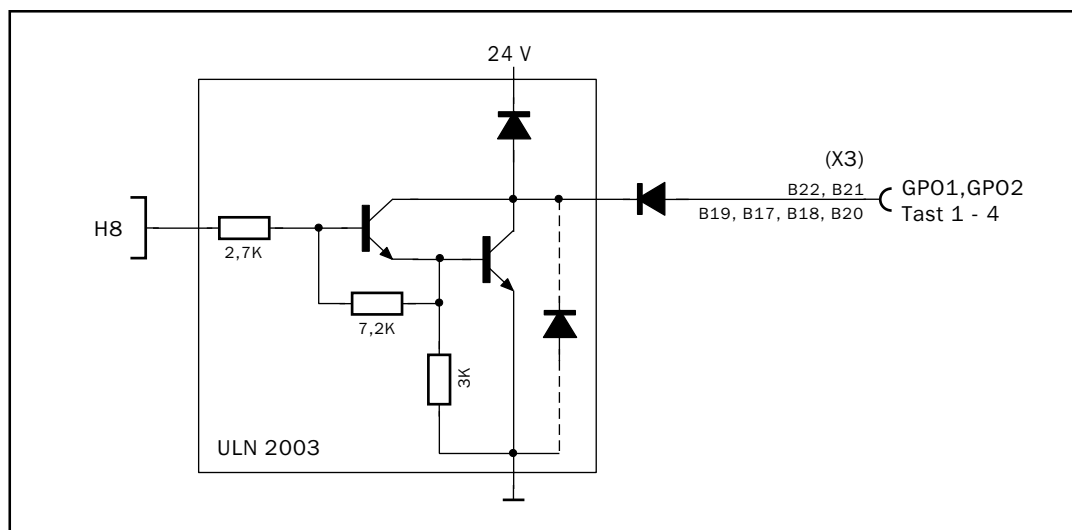 24 V
(X3)
B22, B21
GPO1,GPO2
B19, B17, B18, B20
Tast 1 - 4
H8
2,7K
7,2K
3K
ULN 2003